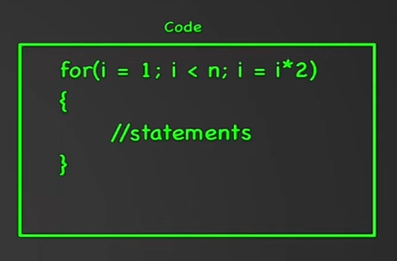 Code
for(i = 1; i < n; i = i*2)
{
//statements
}